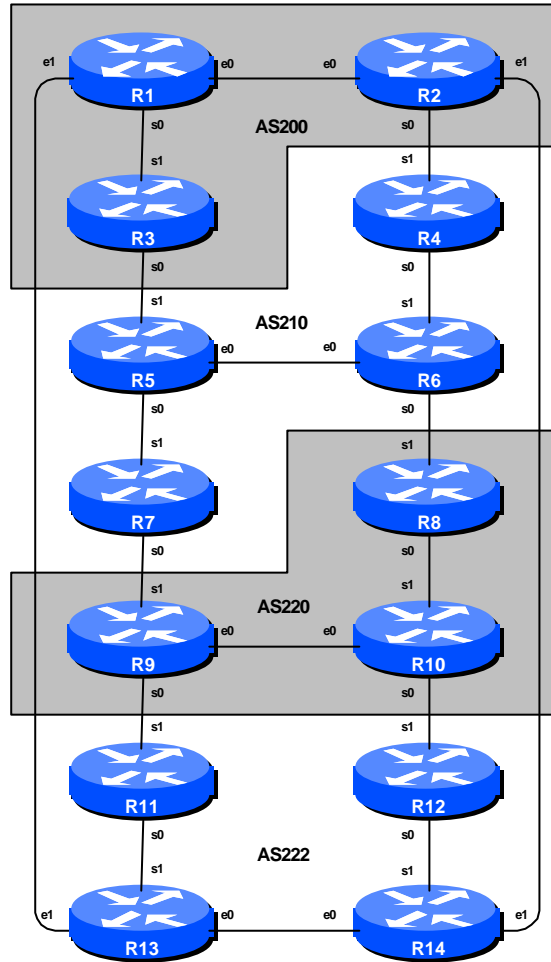 e1 e0 e0 e1
R1 R2
s0 AS200 s0
s1 s1
R3 R4
s0 s0
s1 AS210 s1
e0 e0
R5 R6
s0 s0
s1 s1
R7 R8
s0 s0
s1 AS220 s1
e0 e0
R9 R10
s0 s0
s1 s1
R11 R12
s0 s0
AS222
s1 s1
e1 e0 e0 e1
R13 R14